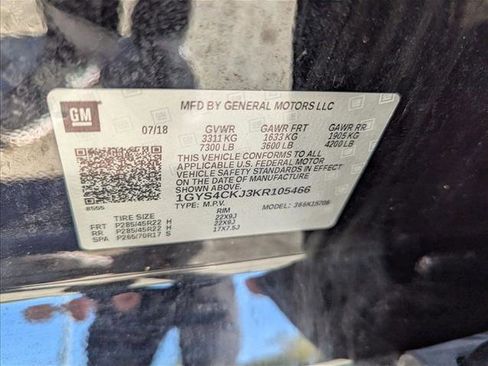 MFD BY GENERAL MOTORS LLC
GM
07/18 GVWR GAWR FRT GAWR RR
3311 KG 1633 KG 1905 KG
7300 LB 3600 LB 4200 LB
THIS VEHICLE CONFORMS TO ALL
APPLICABLE U.S. FEDERAL MOTOR
VEHICLE SAFETY
STANDARDS IN EFFECT ON THE DATE OF
MANUFACTURE SHOWN ABOVE.
1GYS4CKJ3KR105466
8555 TYPE: M.P.V. MODEL:
TIRE SIZE RIM
FRT P285/45R22 H 22X9J
RR P285/45R22 H 22X9J
SPA P265/70R17 S 17X7.5J